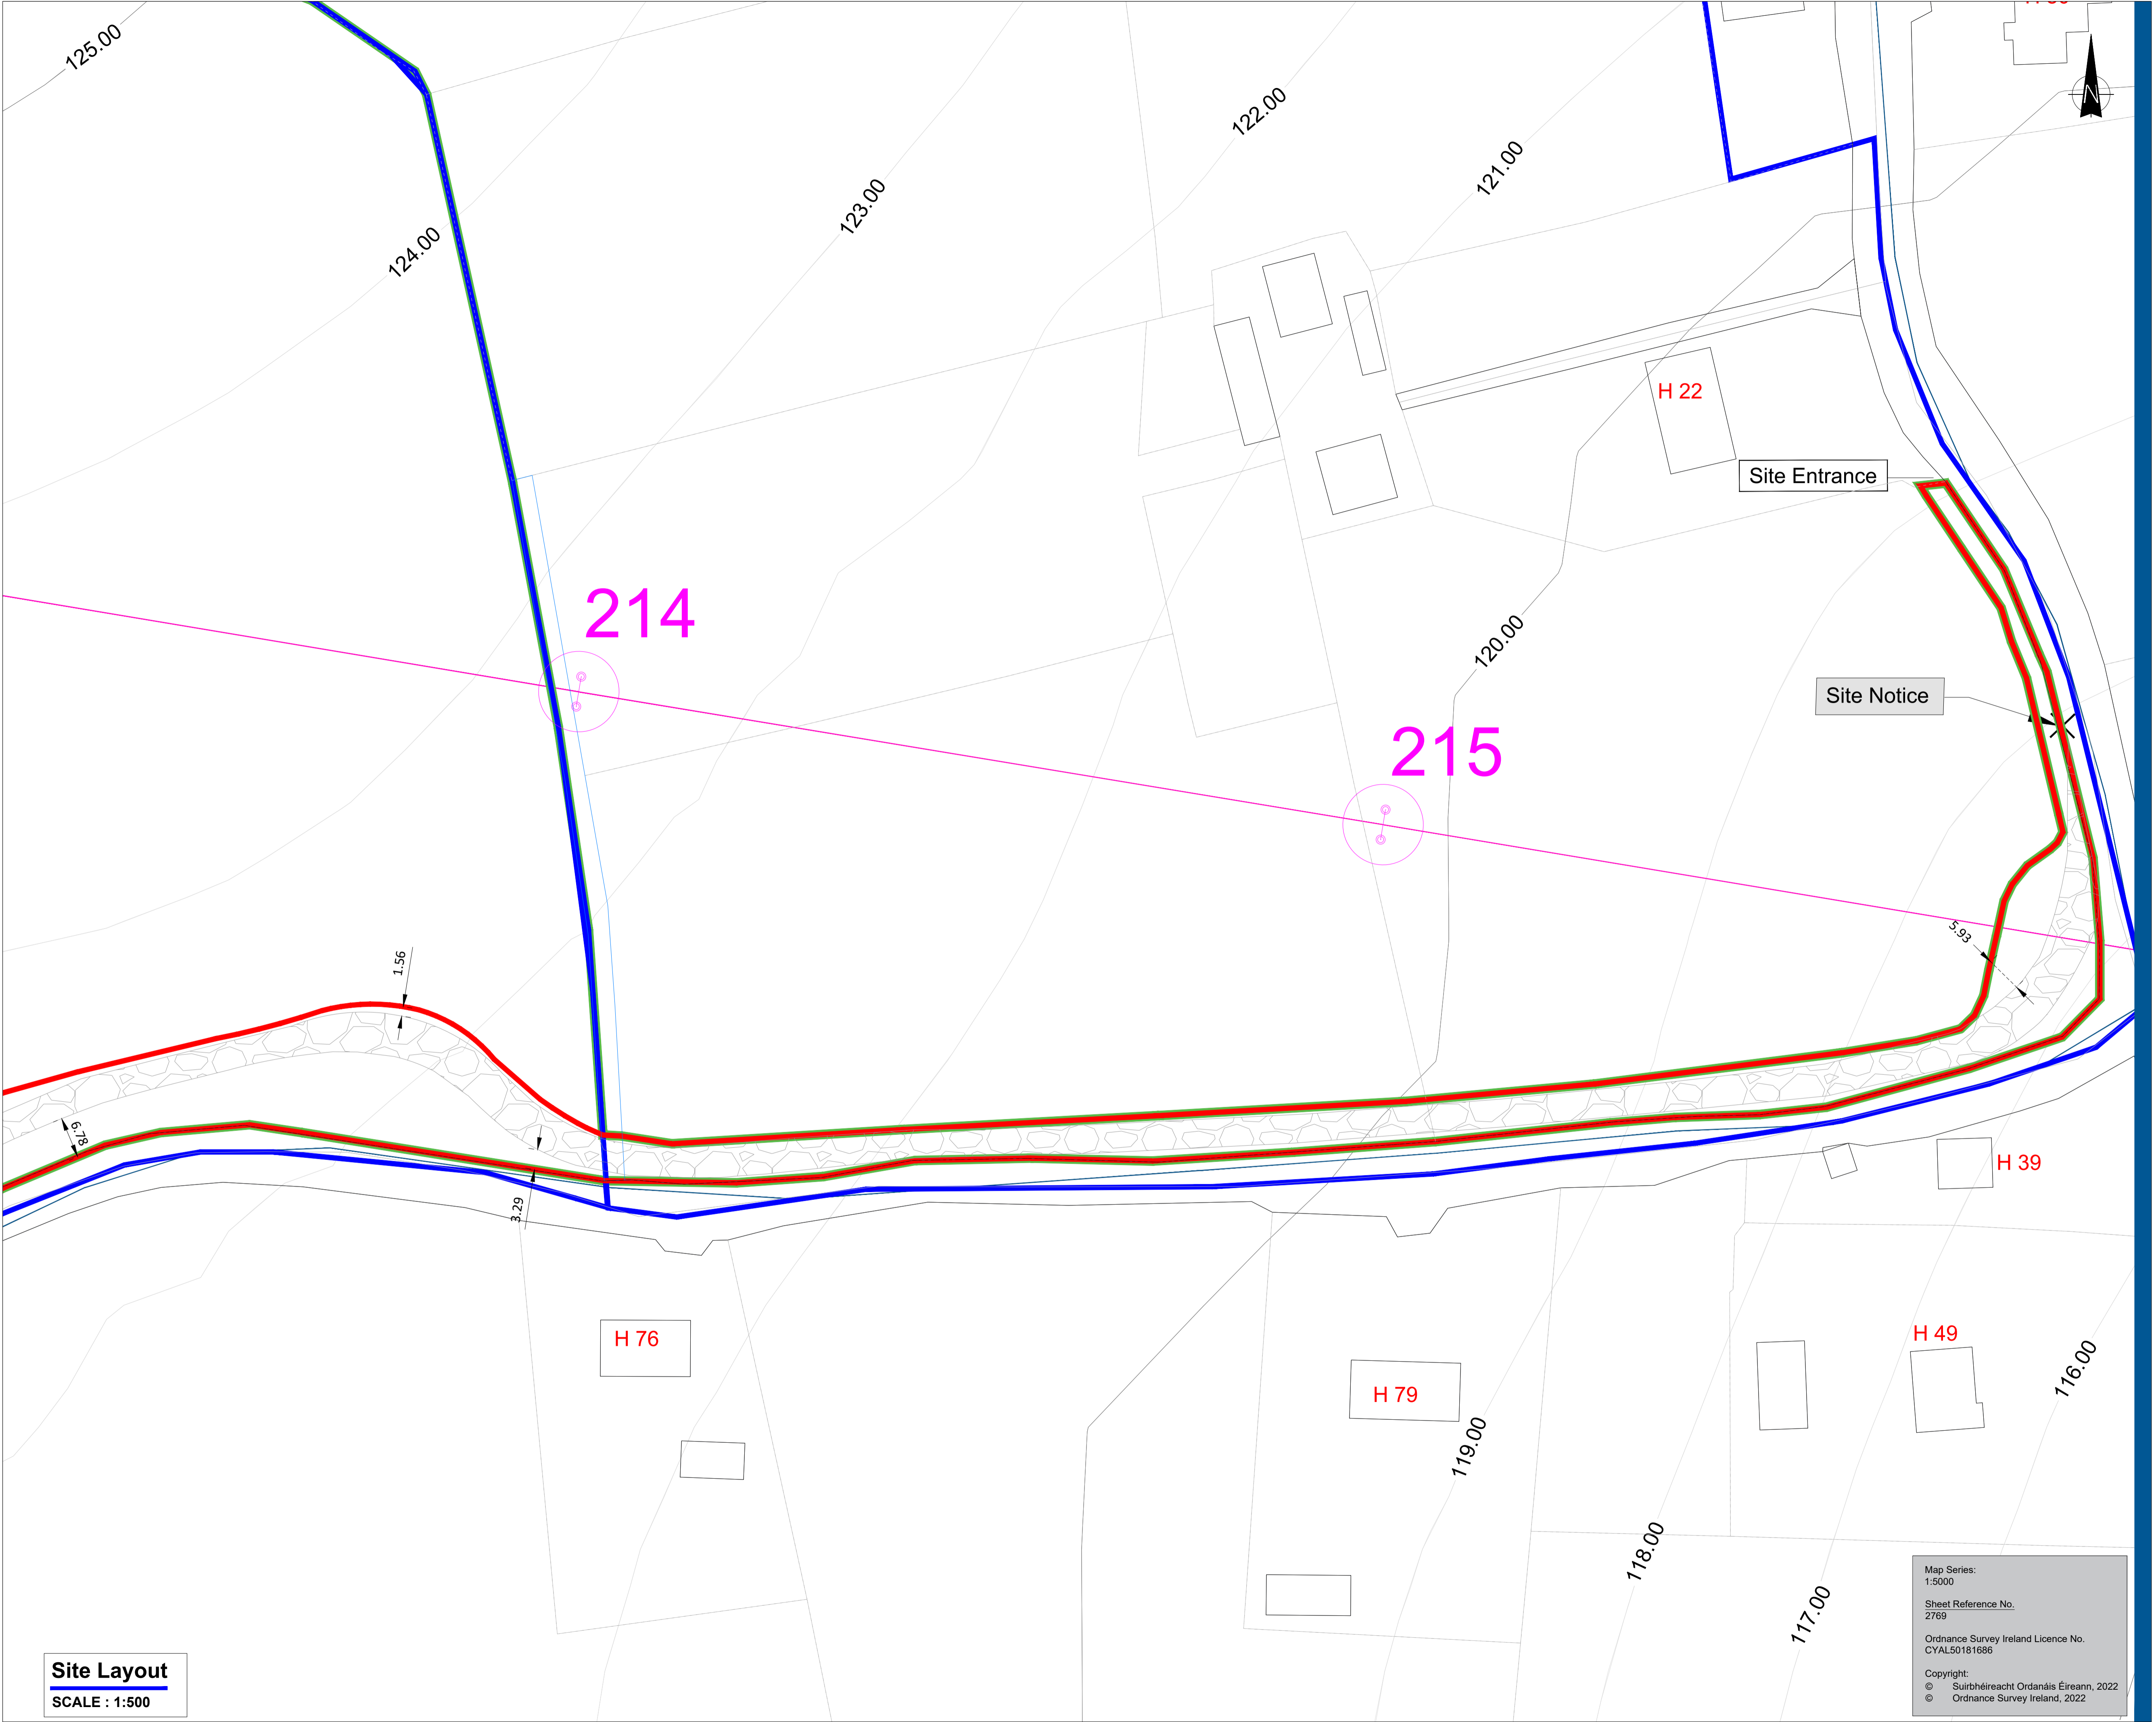 125.00
N
122.00
121.00
123.00
124.00
H 22
Site Entrance
214
120.00
Site Notice
215
5.93
1.56
6.78
3.29
H 39
H 76
H 49
H 79
116.00
119.00
118.00
117.00
Map Series:
1:5000
Sheet Reference No.
2769
Ordnance Survey Ireland Licence No.
CYAL50181686
Copyright:
© Suirbhéireacht Ordanáis Éireann, 2022
© Ordnance Survey Ireland, 2022
Site Layout
SCALE : 1:500